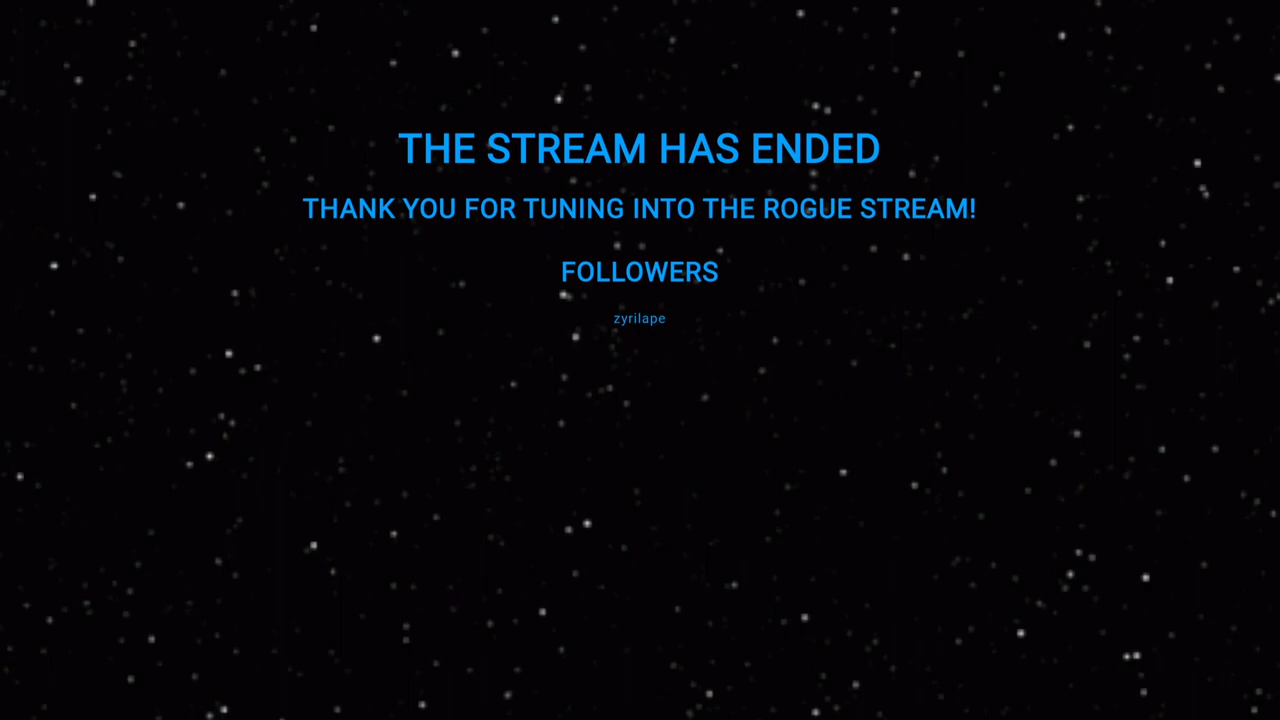 THE STREAM HAS ENDED
THANK YOU FOR TUNING INTO THE ROGUE STREAM!
FOLLOWERS
zyrilape